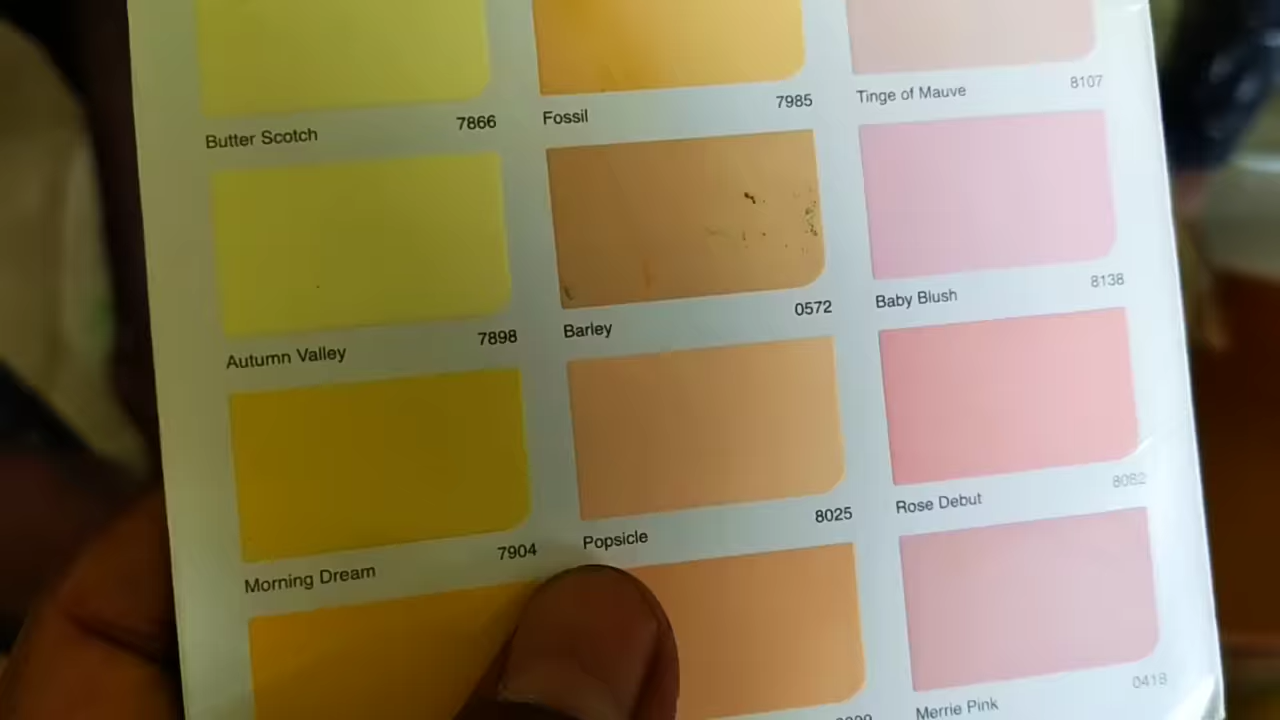 Butter Scotch 7866
Fossil 7985
Tinge of Mauve 8107
Autumn Valley 7898
Barley 0572
Baby Blush 8138
Morning Dream 7904
Popsicle 8025
Rose Debut 8082
Merrie Pink 0418